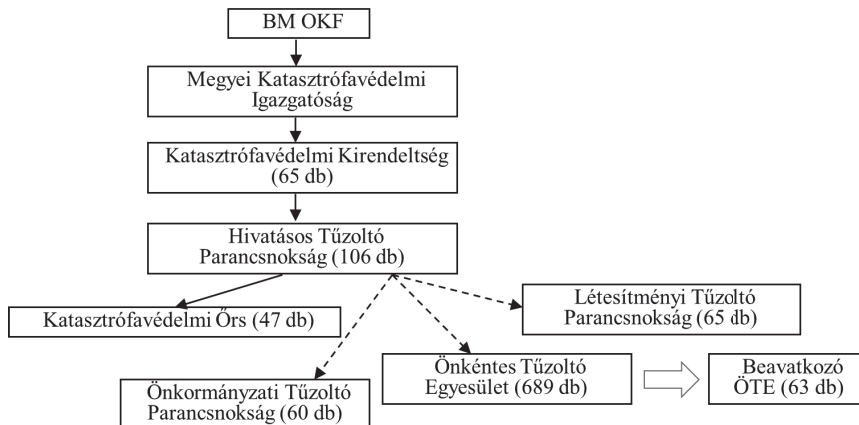 BM OKF
Megyei Katasztrófavédelmi
Igazgatóság
Katasztrófavédelmi Kirendeltség
(65 db)
Hivatásos Tűzoltó
Parancsnokság (106 db)
Katasztrófavédelmi Őrs (47 db)
Létesítményi Tűzoltó
Parancsnokság (65 db)
Önkormányzati Tűzoltó
Parancsnokság (60 db)
Önkéntes Tűzoltó
Egyesület (689 db)
Beavatkozó
ÖTE (63 db)